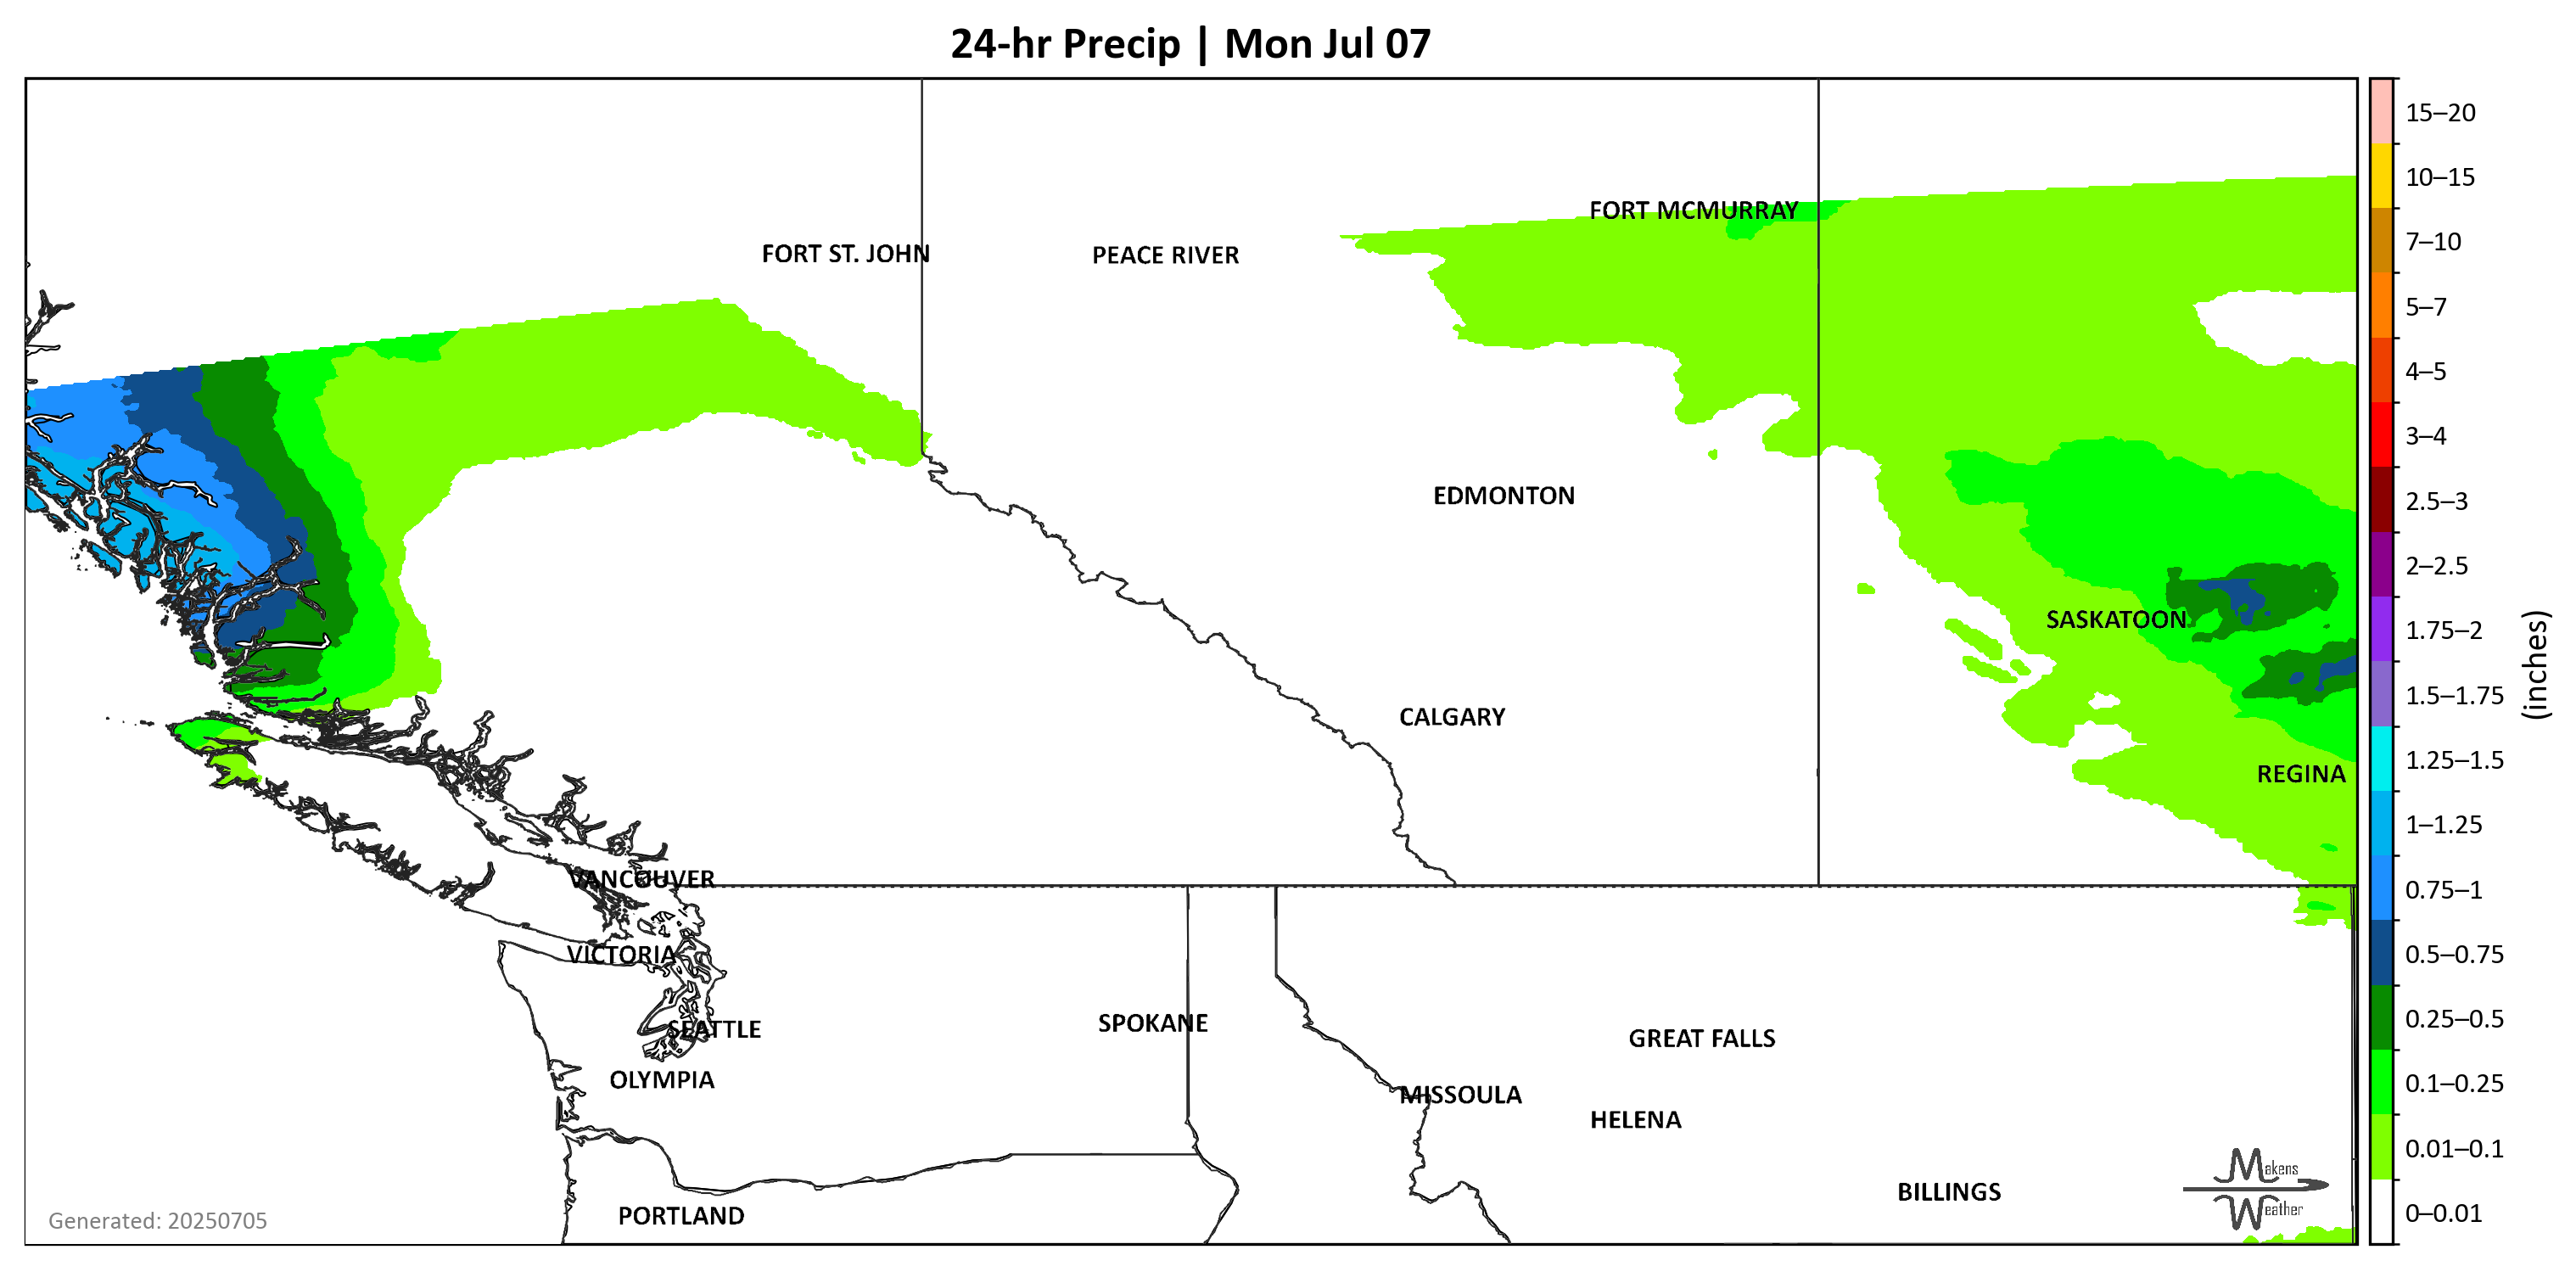 24-hr Precip | Mon Jul 07
FORT MCMURRAY
FORT ST. JOHN
PEACE RIVER
EDMONTON
SASKATOON
CALGARY
REGINA
VANCOUVER
VICTORIA
SEATTLE
SPOKANE
GREAT FALLS
OLYMPIA
MISSOULA
HELENA
BILLINGS
PORTLAND
Generated: 20250705
Makens
Weather
15–20
10–15
7–10
5–7
4–5
3–4
2.5–3
2–2.5
1.75–2
1.5–1.75
1.25–1.5
1–1.25
0.75–1
0.5–0.75
0.25–0.5
0.1–0.25
0.01–0.1
0–0.01
(inches)